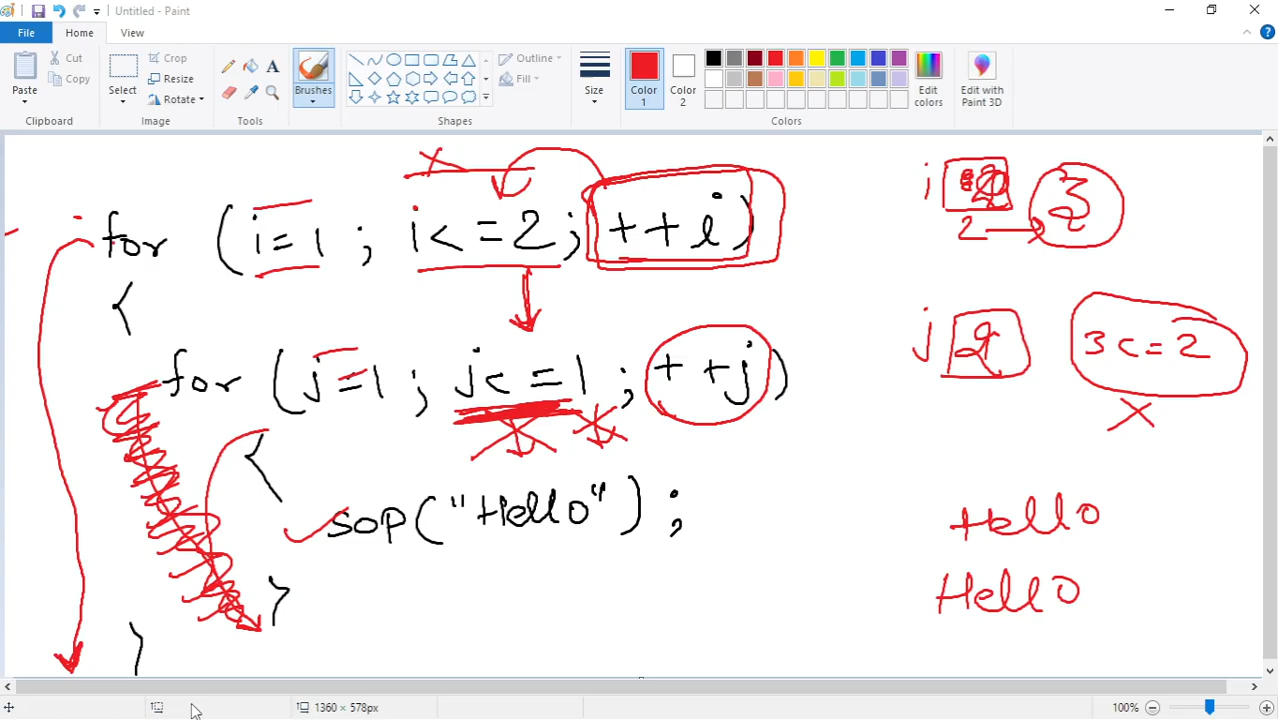 Untitled - Paint
File Home View
Paste Cut Copy Clipboard
Select Crop Resize Rotate Image
Tools
Brushes
Outline Fill Shapes
Size
Color 1 Color 2 Edit colors Edit with Paint 3D Colors
for (i=1 ; i<=2; ++i)
{
for (j=1 ; j<=1 ; ++j)
{
sop("Hello") ;
}
}
i
2 3
j 2
3<=2
Hello
Hello
1360 × 578px 100%